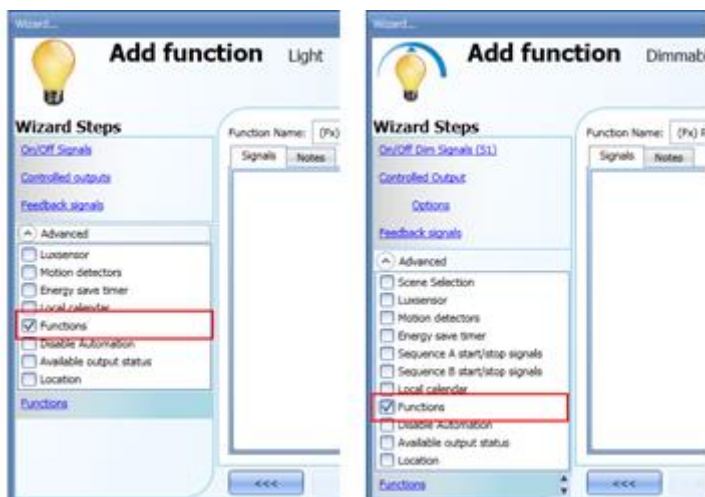 Wizard...
Add function Light
Wizard Steps
On/Off Signals
Controlled outputs
Feedback signals
Advanced
Luxsensor
Motion detectors
Energy save timer
Local calendar
Functions
Disable Automation
Available output status
Location
Functions
Function Name: (Fx)
Signals Notes
<<<
Wizard...
Add function Dimmab
Wizard Steps
On/Off Dim Signals (S1)
Controlled Output
Options
Feedback signals
Advanced
Scene Selection
Luxsensor
Motion detectors
Energy save timer
Sequence A start/stop signals
Sequence B start/stop signals
Local calendar
Functions
Disable Automation
Available output status
Location
Functions
Function Name: (Fx) R
Signals Notes
<<<